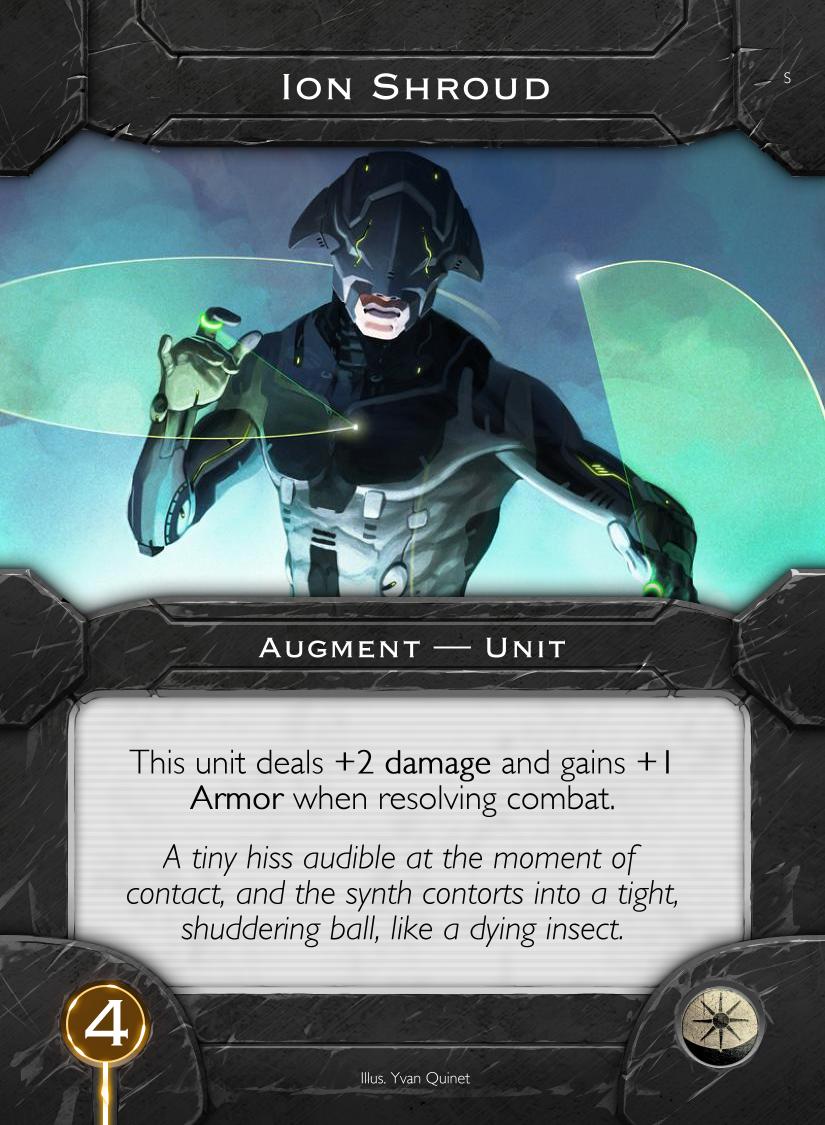 Ion Shroud
S
Augment — Unit
This unit deals +2 damage and gains +1
Armor when resolving combat.
A tiny hiss audible at the moment of
contact, and the synth contorts into a tight,
shuddering ball, like a dying insect.
4
Illus. Yvan Quinet